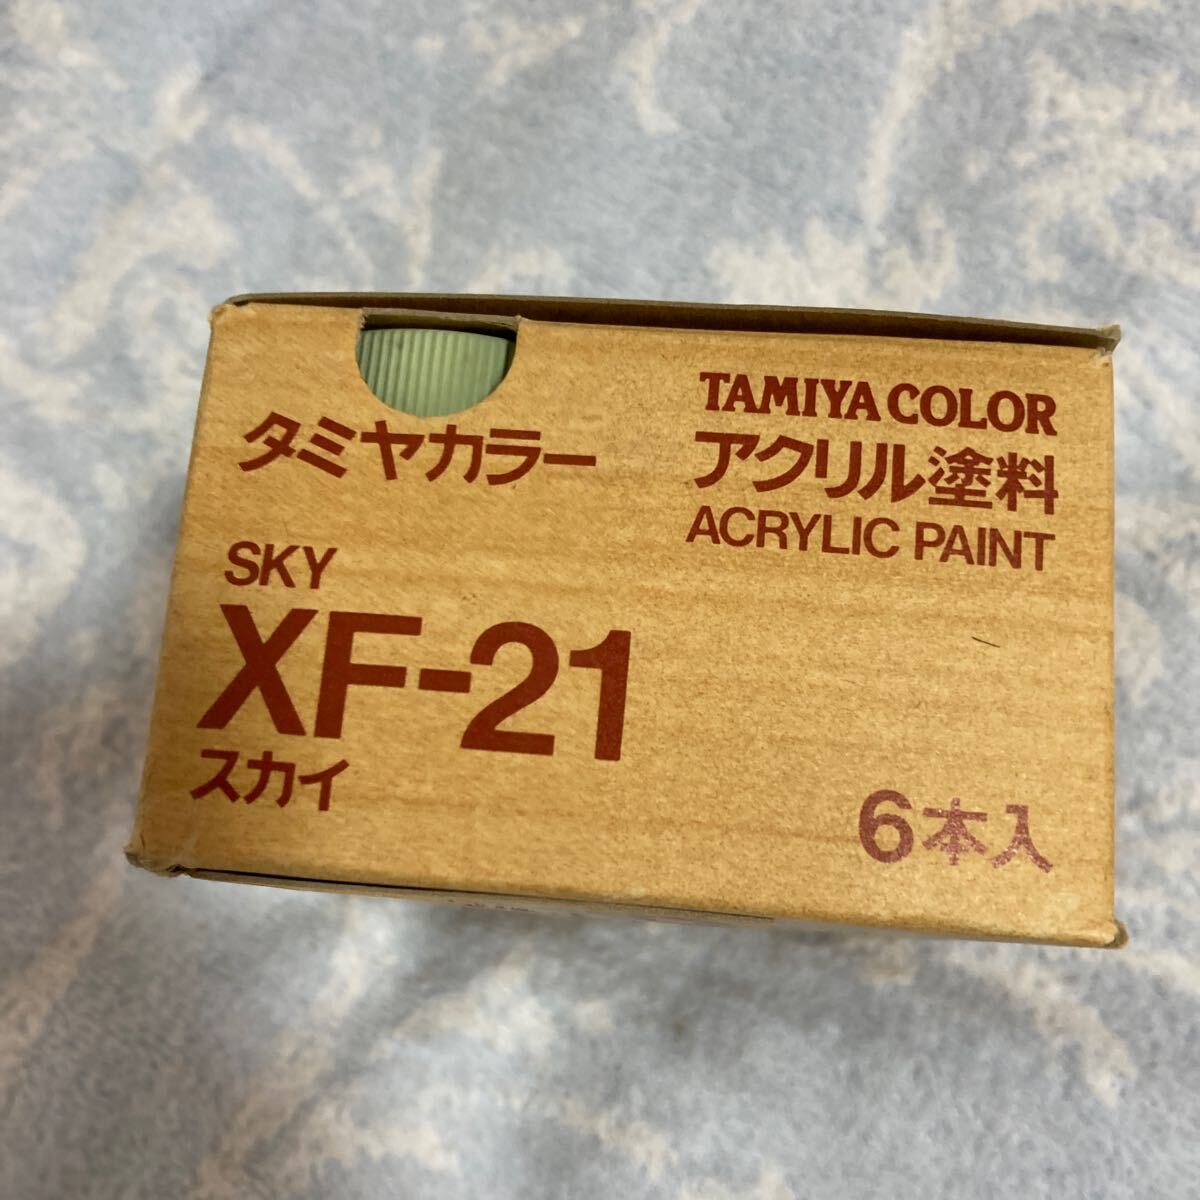 タミヤカラー
TAMIYA COLOR
アクリル塗料
ACRYLIC PAINT
SKY
XF-21
スカイ
6本入